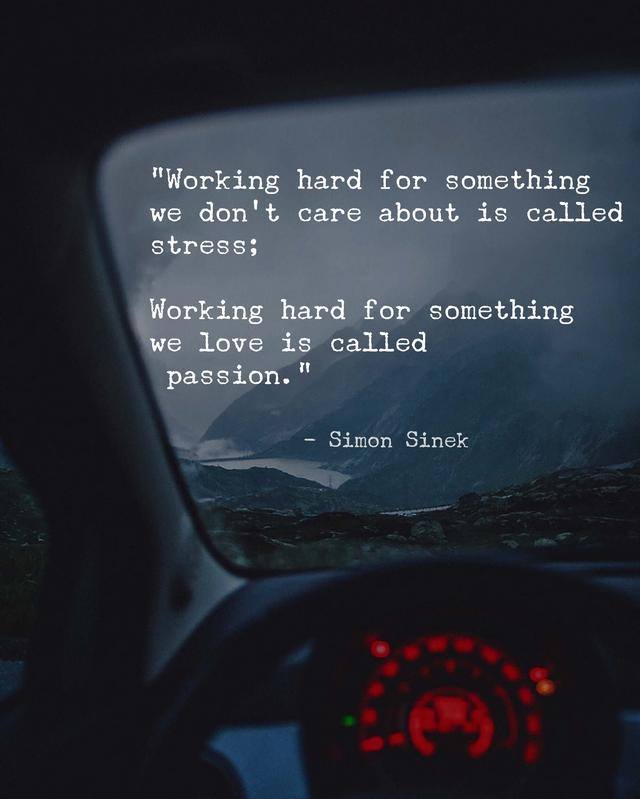 "Working hard for something
we don't care about is called
stress;
Working hard for something
we love is called
passion."
- Simon Sinek